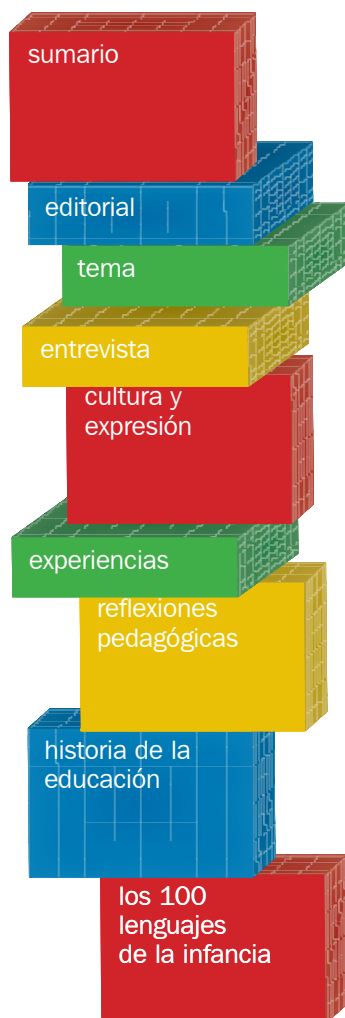 sumario
editorial
tema
entrevista
cultura y
expresión
experiencias
reflexiones
pedagógicas
historia de la
educación
los 100
lenguajes
de la infancia